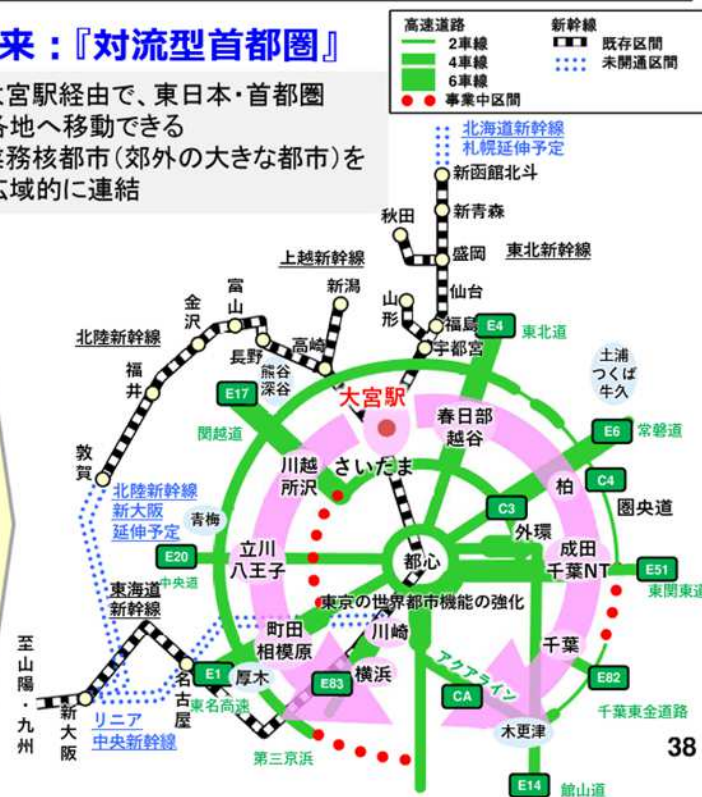 来：『対流型首都圏』
大宮駅経由で、東日本・首都圏
各地へ移動できる
業務核都市（郊外の大きな都市）を
広域的に連結
高速道路
2車線
4車線
6車線
事業中区間
新幹線
既存区間
未開通区間
北海道新幹線
札幌延伸予定
新函館北斗
新青森
秋田
盛岡
東北新幹線
上越新幹線
新潟
仙台
山形
福島
E4
東北道
宇都宮
富山
金沢
北陸新幹線
長野
高崎
熊谷
深谷
福井
大宮駅
土浦
つくば
牛久
E17
関越道
春日部
越谷
E6
常磐道
敦賀
川越
所沢
さいたま
柏
C4
圏央道
北陸新幹線
新大阪
延伸予定
青梅
C3
外環
E20
中央道
立川
八王子
都心
成田
千葉NT
E51
東関東道
東海道
新幹線
東京の世界都市機能の強化
町田
相模原
川崎
千葉
至山陽・九州
E1
厚木
東名高速
名古屋
E83
横浜
アクアライン
CA
E82
千葉東金道路
新大阪
リニア
中央新幹線
木更津
第三京浜
38
E14
館山道